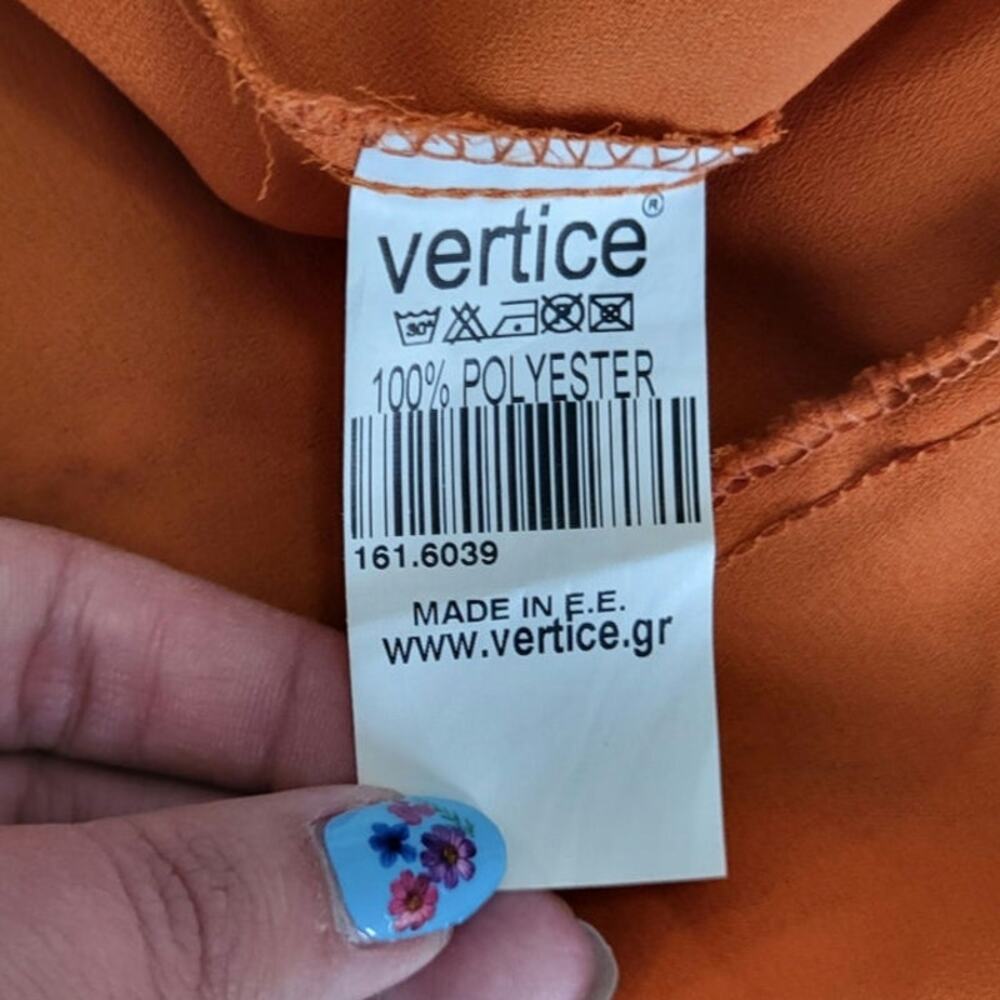 vertice®
30°
100% POLYESTER
161.6039
MADE IN E.E.
www.vertice.gr